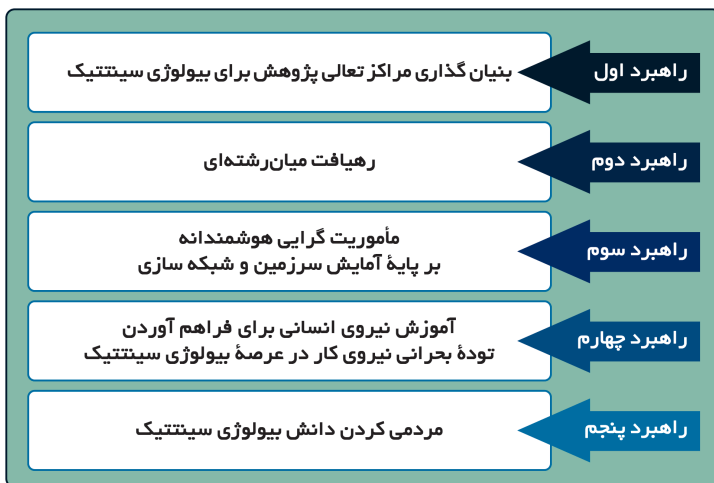 راهبرد اول
بنیان گذاری مراکز تعالی پژوهش برای بیولوژی سینتتیک
راهبرد دوم
رهیافت میان‌رشته‌ای
راهبرد سوم
مأموریت گرایی هوشمندانه
بر پایهٔ آمایش سرزمین و شبکه سازی
راهبرد چهارم
آموزش نیروی انسانی برای فراهم آوردن
تودهٔ بحرانی نیروی کار در عرصهٔ بیولوژی سینتتیک
راهبرد پنجم
مردمی کردن دانش بیولوژی سینتتیک